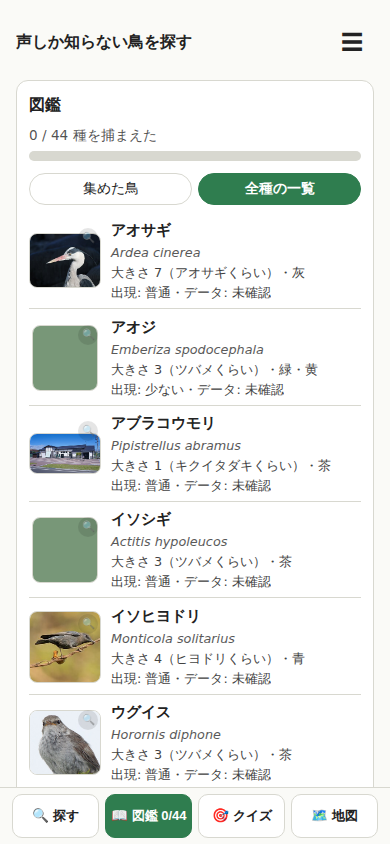 声しか知らない鳥を探す
図鑑
0 / 44 種を捕まえた
集めた鳥
全種の一覧
アオサギ
Ardea cinerea
大きさ 7（アオサギくらい）・灰
出現: 普通・データ: 未確認
アオジ
Emberiza spodocephala
大きさ 3（ツバメくらい）・緑・黄
出現: 少ない・データ: 未確認
アブラコウモリ
Pipistrellus abramus
大きさ 1（キクイタダキくらい）・茶
出現: 普通・データ: 未確認
イソシギ
Actitis hypoleucos
大きさ 3（ツバメくらい）・茶
出現: 普通・データ: 未確認
イソヒヨドリ
Monticola solitarius
大きさ 4（ヒヨドリくらい）・青
出現: 普通・データ: 未確認
ウグイス
Horornis diphone
大きさ 3（ツバメくらい）・茶
出現: 普通・データ: 未確認
🔍 探す
📖 図鑑 0/44
🎯 クイズ
🗺️ 地図